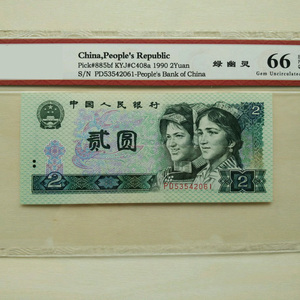 China,People's Republic
Pick#885bf KYJ#C408a 1990 2Yuan
S/N PD53542061-People's Bank of China
绿幽灵
66
Gem Uncirculated
中国人民银行
2
贰圆
PD53542061
2
2